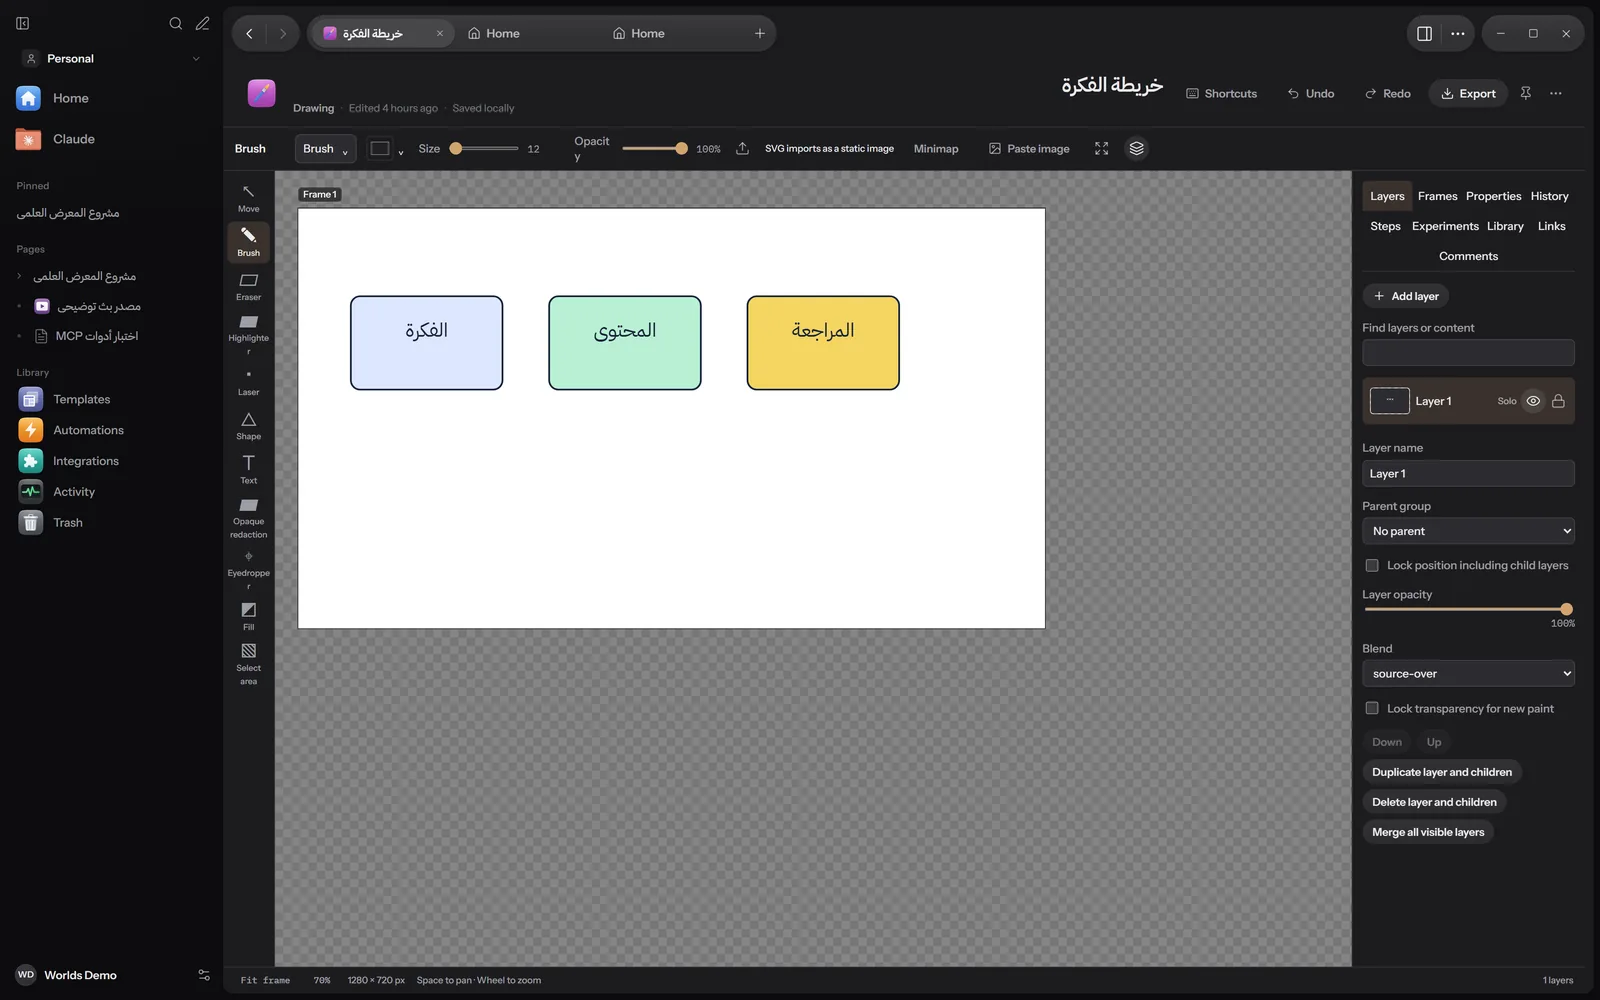 Personal
Home
Claude
Pinned
مشروع المعرض العلمي
Pages
مشروع المعرض العلمي
مصدر بث توضيحي
اختبار أدوات MCP
Library
Templates
Automations
Integrations
Activity
Trash
WD
Worlds Demo
خريطة الفكرة
Home
Home
خريطة الفكرة
Drawing · Edited 4 hours ago · Saved locally
Shortcuts
Undo
Redo
Export
Brush
Brush
Size
12
Opacit
y
100%
SVG imports as a static image
Minimap
Paste image
Move
Brush
Eraser
Highlighte
r
Laser
Shape
Text
Opaque
redaction
Eyedroppe
r
Fill
Select
area
Frame 1
الفكرة
المحتوى
المراجعة
Layers
Frames
Properties
History
Steps
Experiments
Library
Links
Comments
Add layer
Find layers or content
Layer 1
Solo
Layer name
Layer 1
Parent group
No parent
Lock position including child layers
Layer opacity
100%
Blend
source-over
Lock transparency for new paint
Down
Up
Duplicate layer and children
Delete layer and children
Merge all visible layers
Fit frame
70%
1280 × 720 px
Space to pan · Wheel to zoom
1 layers